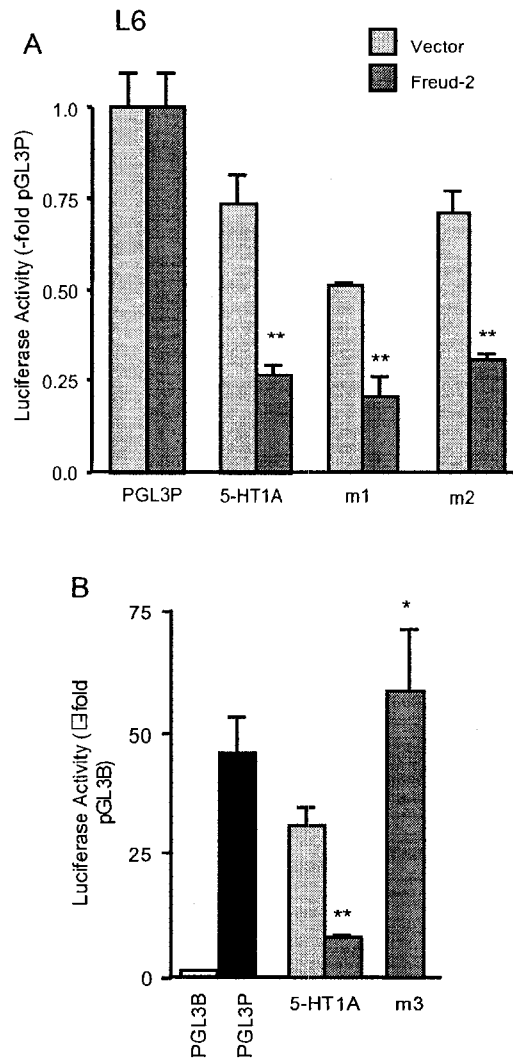 L6
A
Vector
Freud-2
Luciferase Activity (-fold pGL3P)
1.0
0.75
0.50
0.25
0.0
**
**
**
PGL3P 5-HT1A m1 m2
B
Luciferase Activity (□fold
pGL3B)
75
50
25
0
*
**
PGL3B
PGL3P
5-HT1A m3